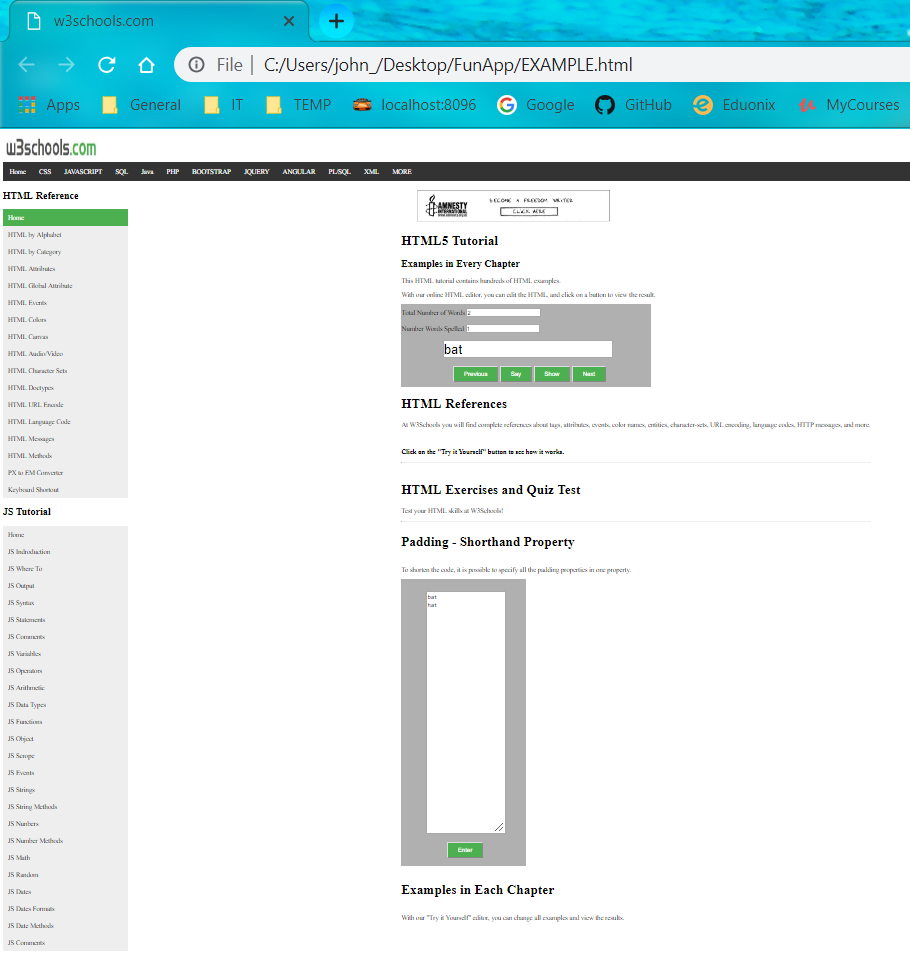 w3schools.com
File | C:/Users/john_/Desktop/FunApp/EXAMPLE.html
Apps General IT TEMP localhost:8096 Google GitHub Eduonix MyCourses
w3schools.com
Home CSS JAVASCRIPT SQL Java PHP BOOTSTRAP JQUERY ANGULAR PL/SQL XML MORE
HTML Reference
Home
HTML by Alphabet
HTML by Category
HTML Attributes
HTML Global Attribute
HTML Events
HTML Colors
HTML Canvas
HTML Audio/Video
HTML Character Sets
HTML Doctypes
HTML URL Encode
HTML Language Code
HTML Messages
HTML Methods
PX to EM Converter
Keyboard Shortout
JS Tutorial
Home
JS Indroduction
JS Where To
JS Output
JS Syntax
JS Statements
JS Comments
JS Variables
JS Operators
JS Arithmetic
JS Data Types
JS Functions
JS Object
JS Scrope
JS Events
JS Strings
JS String Methods
JS Nunbers
JS Number Methods
JS Math
JS Random
JS Dates
JS Dates Formats
JS Date Methods
JS Comments
AMNESTY
INTERNATIONAL
BECOME A FREEDOM WRITER
CLICK HERE
HTML5 Tutorial
Examples in Every Chapter
This HTML tutorial contains hundreds of HTML examples.
With our online HTML editor, you can edit the HTML, and click on a button to view the result.
Total Number of Words 2
Number Words Spelled 1
bat
Previous Say Show Next
HTML References
At W3Schools you will find complete references about tags, attributes, events, color names, entities, character-sets, URL encoding, language codes, HTTP messages, and more.
Click on the "Try it Yourself" button to see how it works.
HTML Exercises and Quiz Test
Test your HTML skills at W3Schools!
Padding - Shorthand Property
To shorten the code, it is possible to specify all the padding properties in one property.
bat
hat
Enter
Examples in Each Chapter
With our "Try it Yourself" editor, you can change all examples and view the results.